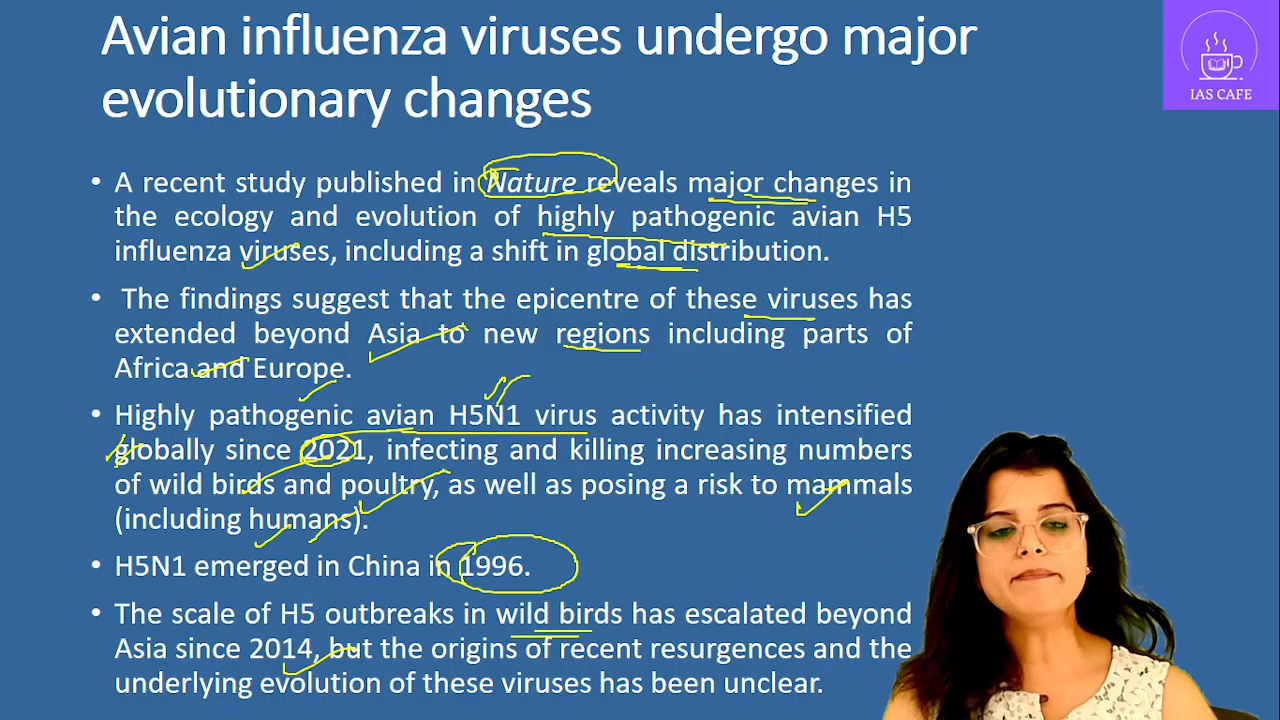 Avian influenza viruses undergo major
evolutionary changes
IAS CAFE
• A recent study published in Nature reveals major changes in
the ecology and evolution of highly pathogenic avian H5
influenza viruses, including a shift in global distribution.
• The findings suggest that the epicentre of these viruses has
extended beyond Asia to new regions including parts of
Africa and Europe.
• Highly pathogenic avian H5N1 virus activity has intensified
globally since 2021, infecting and killing increasing numbers
of wild birds and poultry, as well as posing a risk to mammals
(including humans).
• H5N1 emerged in China in 1996.
• The scale of H5 outbreaks in wild birds has escalated beyond
Asia since 2014, but the origins of recent resurgences and the
underlying evolution of these viruses has been unclear.